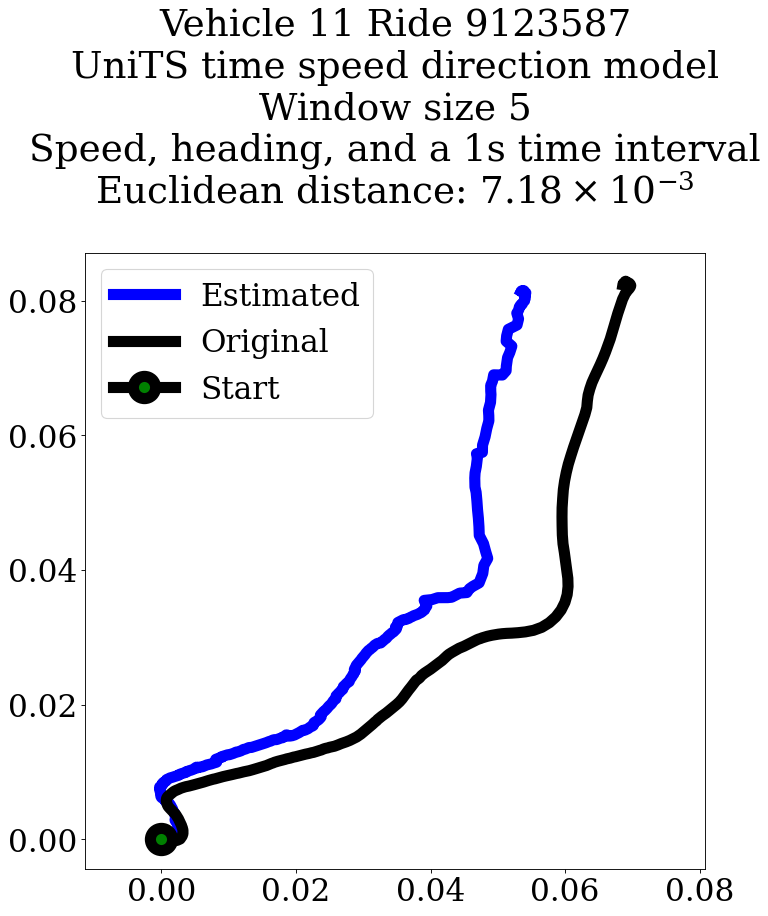 Vehicle 11 Ride 9123587
UniTS time speed direction model
Window size 5
Speed, heading, and a 1s time interval
Euclidean distance: 7.18 × 10⁻³
Estimated
Original
Start
0.08
0.06
0.04
0.02
0.00
0.00 0.02 0.04 0.06 0.08